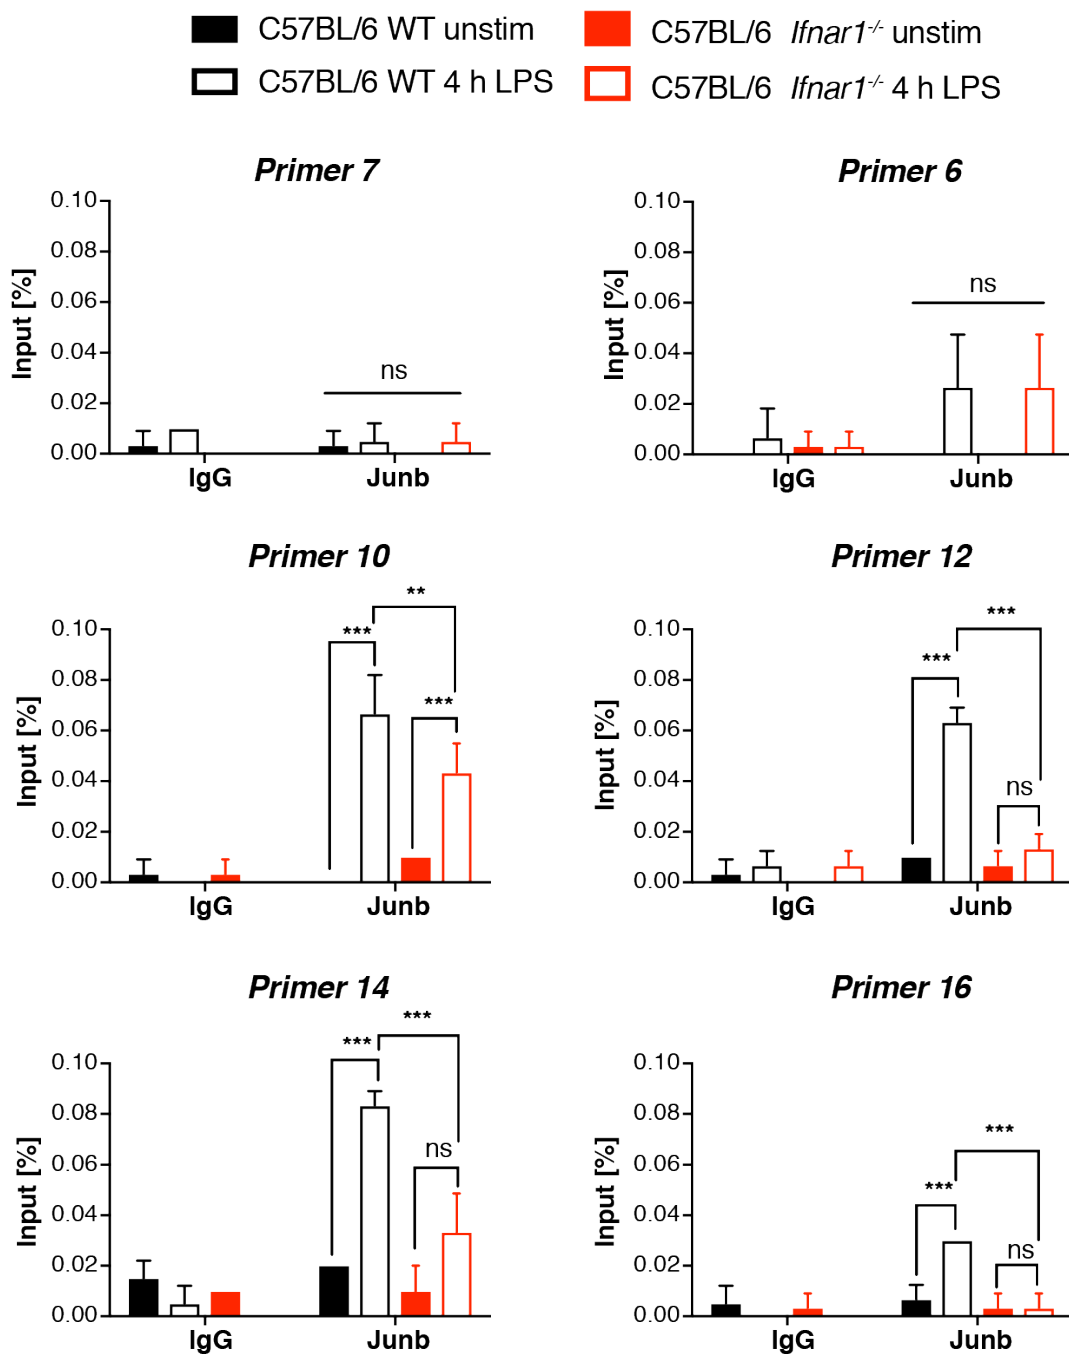 C57BL/6 WT unstim
C57BL/6 Ifnar1-/- unstim
C57BL/6 WT 4 h LPS
C57BL/6 Ifnar1-/- 4 h LPS
Primer 7
Input [%]
0.10
0.08
0.06
0.04
0.02
0.00
ns
IgG
Junb
Primer 6
Input [%]
0.10
0.08
0.06
0.04
0.02
0.00
ns
IgG
Junb
Primer 10
Input [%]
0.10
0.08
0.06
0.04
0.02
0.00
**
***
***
IgG
Junb
Primer 12
Input [%]
0.10
0.08
0.06
0.04
0.02
0.00
***
***
ns
IgG
Junb
Primer 14
Input [%]
0.10
0.08
0.06
0.04
0.02
0.00
***
***
ns
IgG
Junb
Primer 16
Input [%]
0.10
0.08
0.06
0.04
0.02
0.00
***
***
ns
IgG
Junb